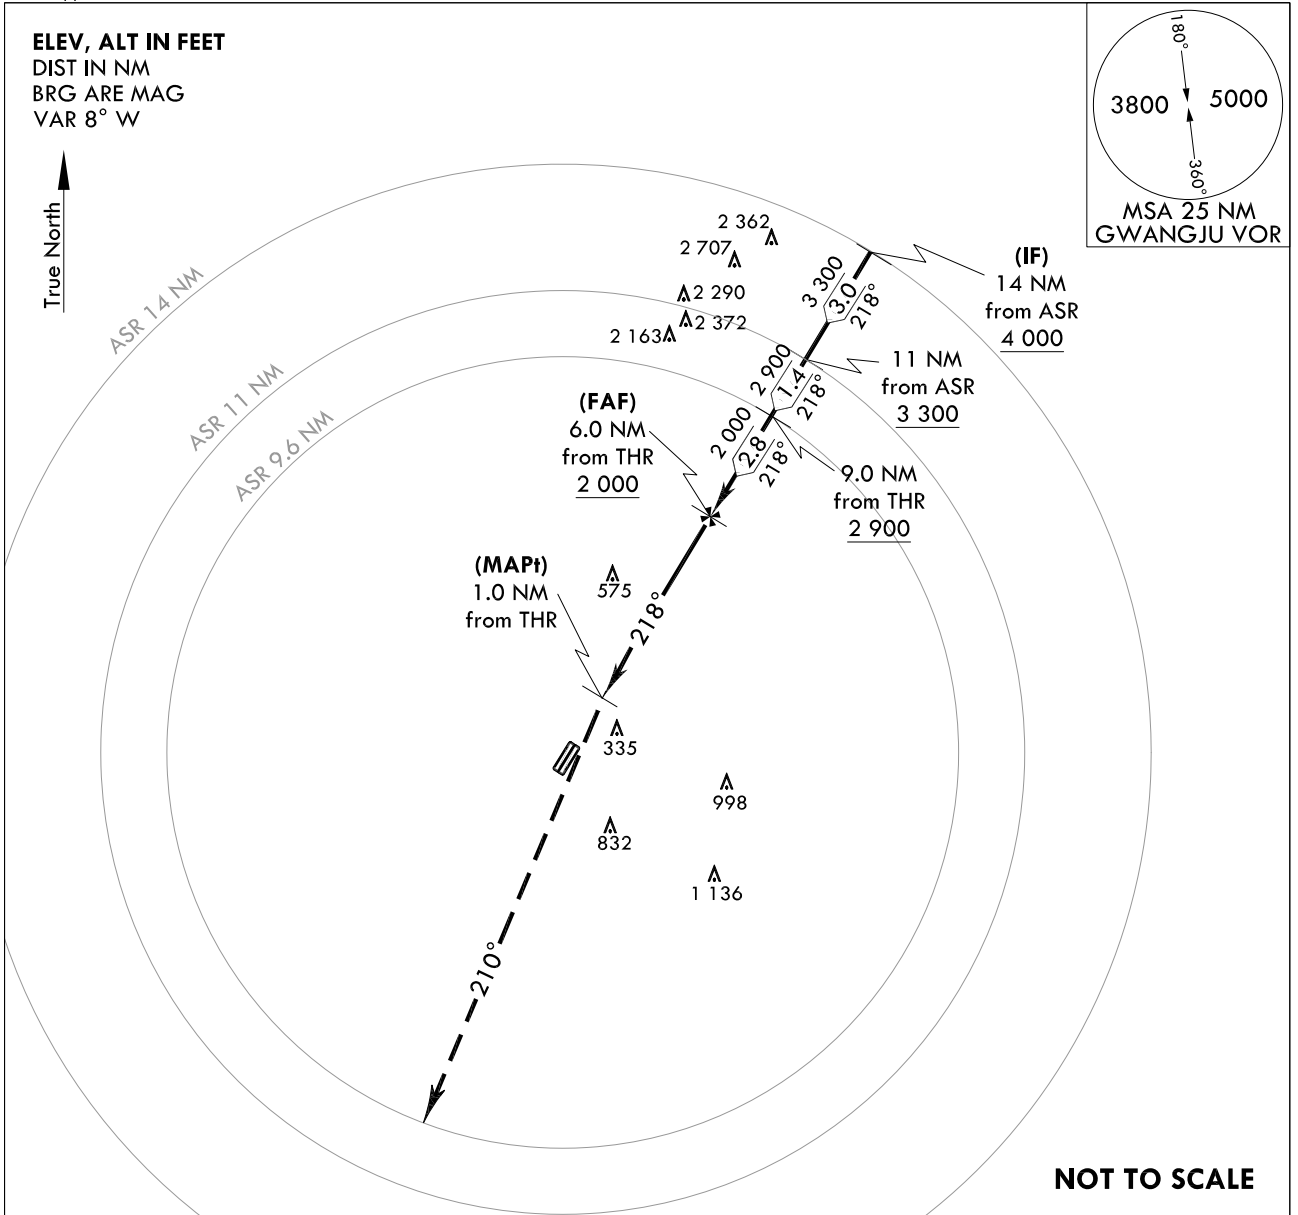 ELEV, ALT IN FEET
DIST IN NM
BRG ARE MAG
VAR 8° W
True North
180°
3800
5000
360°
MSA 25 NM
GWANGJU VOR
ASR 14 NM
ASR 11 NM
ASR 9.6 NM
2 362
2 707
2 290
2 372
2 163
(IF)
14 NM
from ASR
4 000
3 300
3.0
218°
11 NM
from ASR
3 300
2 900
1.4
218°
9.0 NM
from THR
2 900
2 000
2.8
218°
(FAF)
6.0 NM
from THR
2 000
575
218°
(MAPt)
1.0 NM
from THR
335
998
832
1 136
210°
NOT TO SCALE